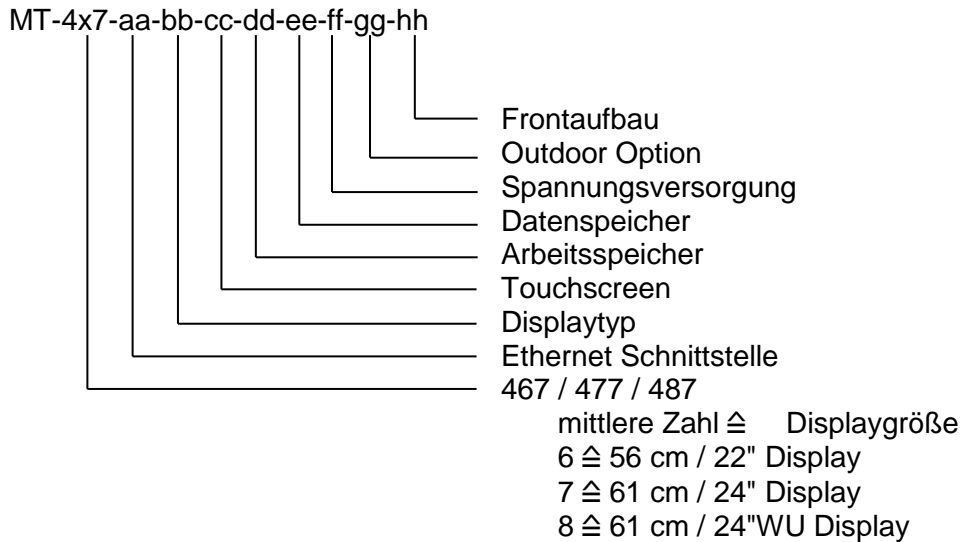 MT-4x7-aa-bb-cc-dd-ee-ff-gg-hh
Frontaufbau
Outdoor Option
Spannungsversorgung
Datenspeicher
Arbeitsspeicher
Touchscreen
Displaytyp
Ethernet Schnittstelle
467 / 477 / 487
mittlere Zahl ≙ Displaygröße
6 ≙ 56 cm / 22" Display
7 ≙ 61 cm / 24" Display
8 ≙ 61 cm / 24"WU Display